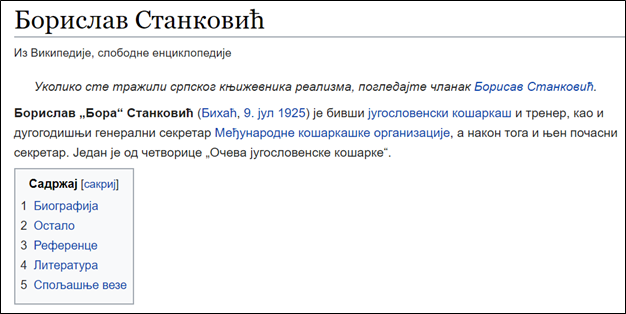 Борислав Станковић
Из Википедије, слободне енциклопедије
Уколико сте тражили српског књижевника реализма, погледајте чланак Борисав Станковић.
Борислав „Бора“ Станковић (Бихаћ, 9. јул 1925) је бивши југословенски кошаркаш и тренер, као и
дугогодишњи генерални секретар Међународне кошаркашке организације, а након тога и њен почасни
секретар. Један је од четворице „Очева југословенске кошарке“.
Садржај [сакриј]
1 Биографија
2 Остало
3 Референце
4 Литература
5 Спољашње везе